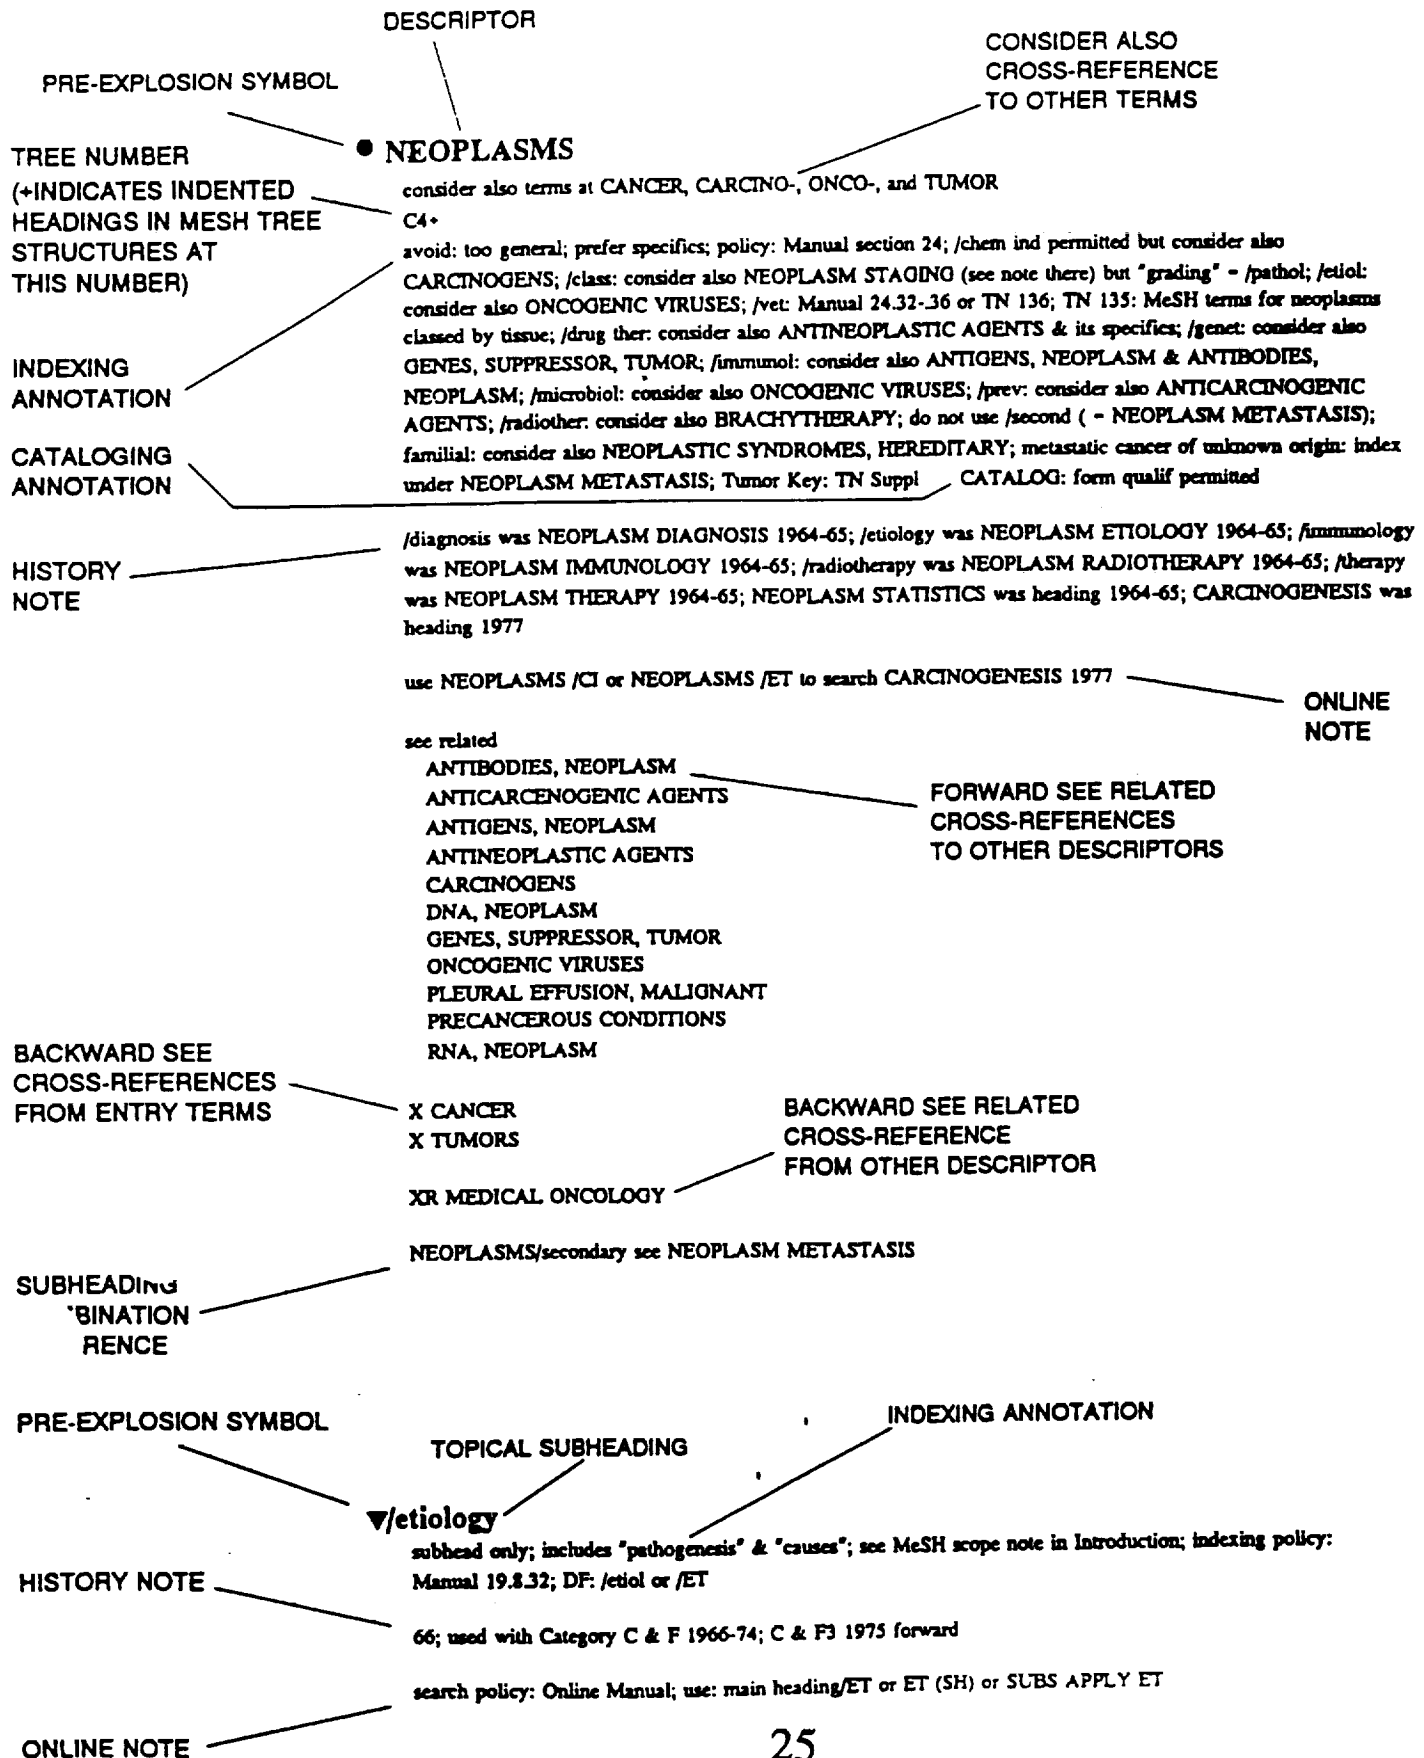 DESCRIPTOR
CONSIDER ALSO
CROSS-REFERENCE
TO OTHER TERMS
PRE-EXPLOSION SYMBOL
● NEOPLASMS
TREE NUMBER
(+INDICATES INDENTED
HEADINGS IN MESH TREE
STRUCTURES AT
THIS NUMBER)
consider also terms at CANCER, CARCINO-, ONCO-, and TUMOR
C4+
avoid: too general; prefer specifics; policy: Manual section 24; /chem ind permitted but consider also
CARCINOGENS; /class: consider also NEOPLASM STAGING (see note there) but "grading" - /pathol; /etiol:
consider also ONCOGENIC VIRUSES; /vet: Manual 24.32-.36 or TN 136; TN 135: MeSH terms for neoplasms
classed by tissue; /drug ther: consider also ANTINEOPLASTIC AGENTS & its specifics; /genet: consider also
GENES, SUPPRESSOR, TUMOR; /immunol: consider also ANTIGENS, NEOPLASM & ANTIBODIES,
NEOPLASM; /microbiol: consider also ONCOGENIC VIRUSES; /prev: consider also ANTICARCINOGENIC
AGENTS; /radiother: consider also BRACHYTHERAPY; do not use /second ( - NEOPLASM METASTASIS);
familial: consider also NEOPLASTIC SYNDROMES, HEREDITARY; metastatic cancer of unknown origin: index
under NEOPLASM METASTASIS; Tumor Key: TN Suppl CATALOG: form qualif permitted
INDEXING
ANNOTATION
CATALOGING
ANNOTATION
/diagnosis was NEOPLASM DIAGNOSIS 1964-65; /etiology was NEOPLASM ETIOLOGY 1964-65; /immunology
was NEOPLASM IMMUNOLOGY 1964-65; /radiotherapy was NEOPLASM RADIOTHERAPY 1964-65; /therapy
was NEOPLASM THERAPY 1964-65; NEOPLASM STATISTICS was heading 1964-65; CARCINOGENESIS was
heading 1977
HISTORY
NOTE
use NEOPLASMS /CI or NEOPLASMS /ET to search CARCINOGENESIS 1977
ONLINE
NOTE
see related
ANTIBODIES, NEOPLASM
ANTICARCENOGENIC AGENTS
ANTIGENS, NEOPLASM
ANTINEOPLASTIC AGENTS
CARCINOGENS
DNA, NEOPLASM
GENES, SUPPRESSOR, TUMOR
ONCOGENIC VIRUSES
PLEURAL EFFUSION, MALIGNANT
PRECANCEROUS CONDITIONS
RNA, NEOPLASM
FORWARD SEE RELATED
CROSS-REFERENCES
TO OTHER DESCRIPTORS
BACKWARD SEE
CROSS-REFERENCES
FROM ENTRY TERMS
X CANCER
X TUMORS
BACKWARD SEE RELATED
CROSS-REFERENCE
FROM OTHER DESCRIPTOR
XR MEDICAL ONCOLOGY
NEOPLASMS/secondary see NEOPLASM METASTASIS
SUBHEADING
BINATION
RENCE
PRE-EXPLOSION SYMBOL
TOPICAL SUBHEADING
INDEXING ANNOTATION
▼/etiology
subhead only; includes "pathogenesis" & "causes"; see MeSH scope note in Introduction; indexing policy:
Manual 19.8.32; DF: /etiol or /ET
HISTORY NOTE
66; used with Category C & F 1966-74; C & F3 1975 forward
search policy: Online Manual; use: main heading/ET or ET (SH) or SUBS APPLY ET
ONLINE NOTE
25